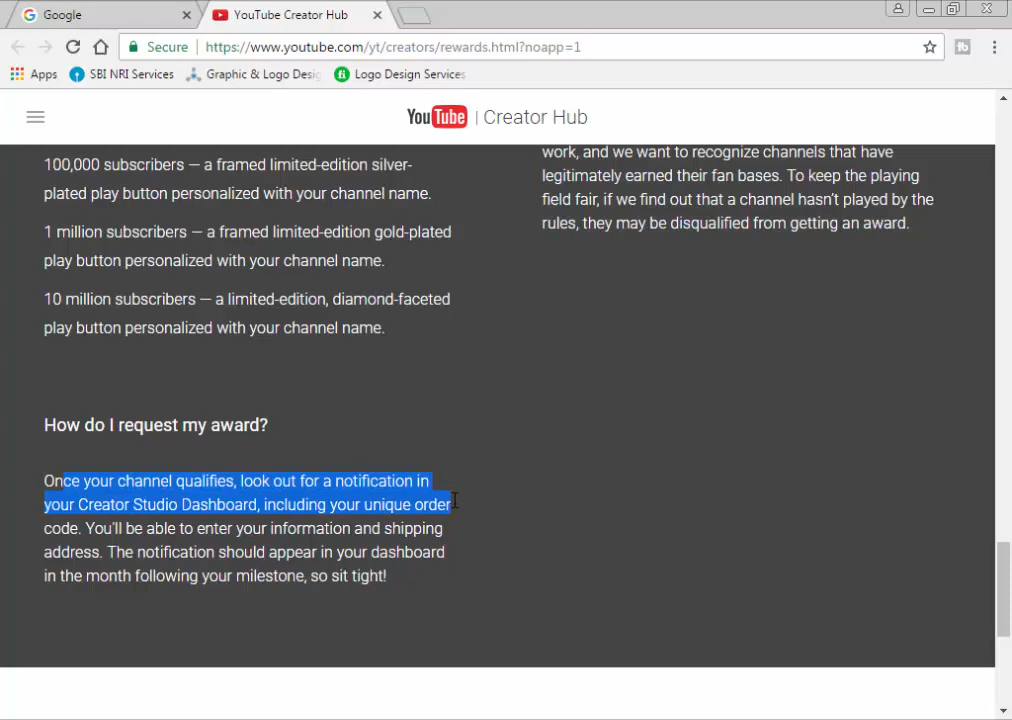 Google
YouTube Creator Hub
Secure
https://www.youtube.com/yt/creators/rewards.html?noapp=1
Apps
SBI NRI Services
Graphic & Logo Desig
Logo Design Services
YouTube | Creator Hub
100,000 subscribers — a framed limited-edition silver-
plated play button personalized with your channel name.
1 million subscribers — a framed limited-edition gold-plated
play button personalized with your channel name.
10 million subscribers — a limited-edition, diamond-faceted
play button personalized with your channel name.
How do I request my award?
Once your channel qualifies, look out for a notification in
your Creator Studio Dashboard, including your unique order
code. You'll be able to enter your information and shipping
address. The notification should appear in your dashboard
in the month following your milestone, so sit tight!
work, and we want to recognize channels that have
legitimately earned their fan bases. To keep the playing
field fair, if we find out that a channel hasn't played by the
rules, they may be disqualified from getting an award.